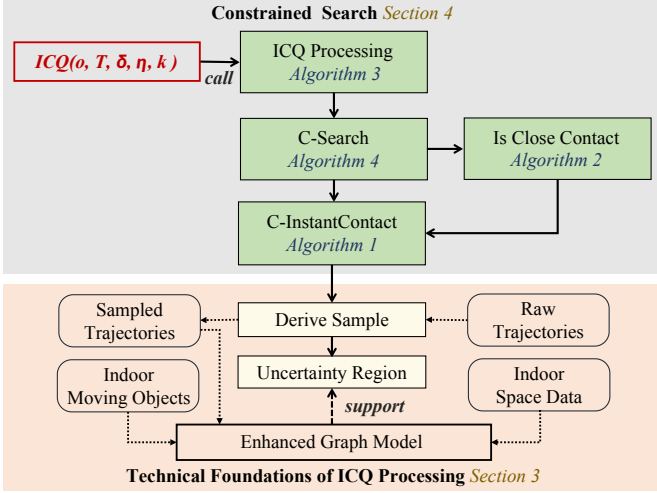 Constrained Search Section 4
ICQ(o, T, δ, η, k )
call
ICQ Processing
Algorithm 3
C-Search
Algorithm 4
Is Close Contact
Algorithm 2
C-InstantContact
Algorithm 1
Sampled
Trajectories
Derive Sample
Raw
Trajectories
Indoor
Moving Objects
Uncertainty Region
Indoor
Space Data
support
Enhanced Graph Model
Technical Foundations of ICQ Processing Section 3